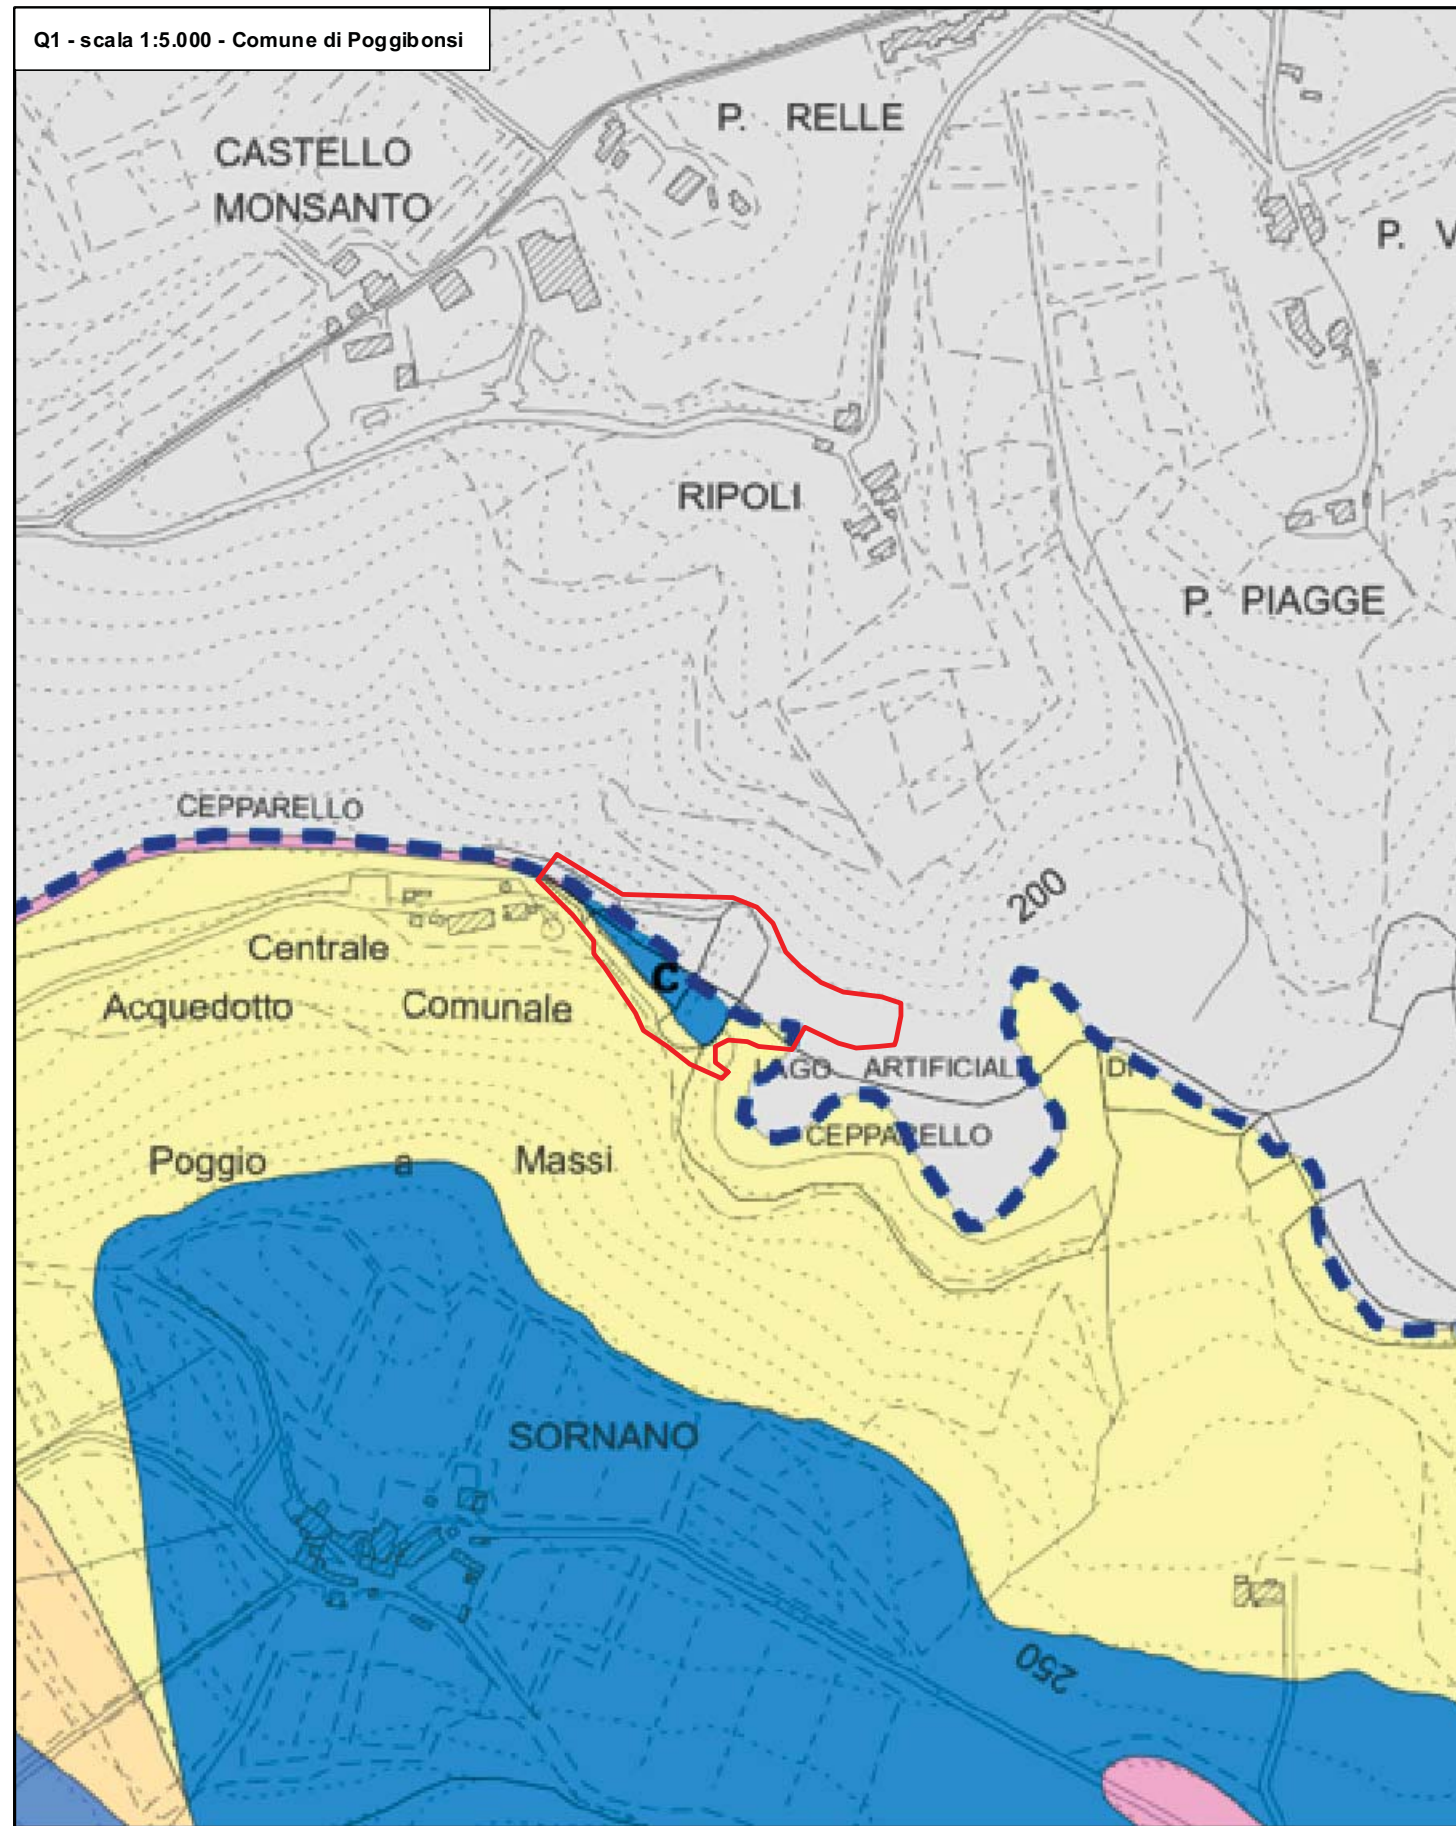 Q1 - scala 1:5.000 - Comune di Poggibonsi
P. RELLE
CASTELLO
MONSANTO
P. V
RIPOLI
P. PIAGGE
CEPPARELLO
200
Centrale
Acquedotto Comunale
C
LAGO ARTIFICIALE DI
CEPPARELLO
Poggio a Massi
SORNANO
250